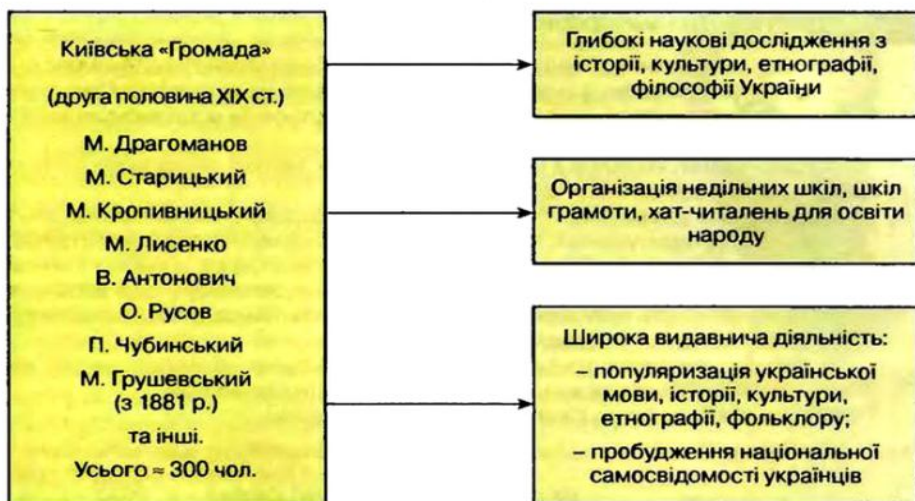 Київська «Громада»
(друга половина XIX ст.)
М. Драгоманов
М. Старицький
М. Кропивницький
М. Лисенко
В. Антонович
О. Русов
П. Чубинський
М. Грушевський
(з 1881 р.)
та інші.
Усього ≈ 300 чол.
Глибокі наукові дослідження з
історії, культури, етнографії,
філософії України
Організація недільних шкіл, шкіл
грамоти, хат-читалень для освіти
народу
Широка видавнича діяльність:
– популяризація української
мови, історії, культури,
етнографії, фольклору;
– пробудження національної
самосвідомості українців